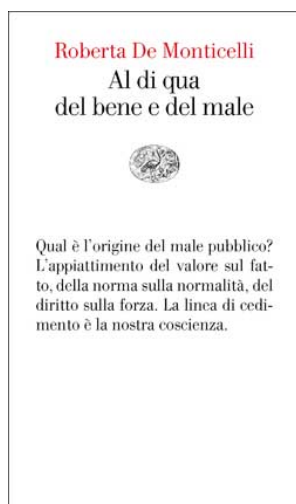 Roberta De Monticelli
Al di qua
del bene e del male
Qual è l'origine del male pubblico?
L'appiattimento del valore sul fat-
to, della norma sulla normalità, del
diritto sulla forza. La linea di cedi-
mento è la nostra coscienza.